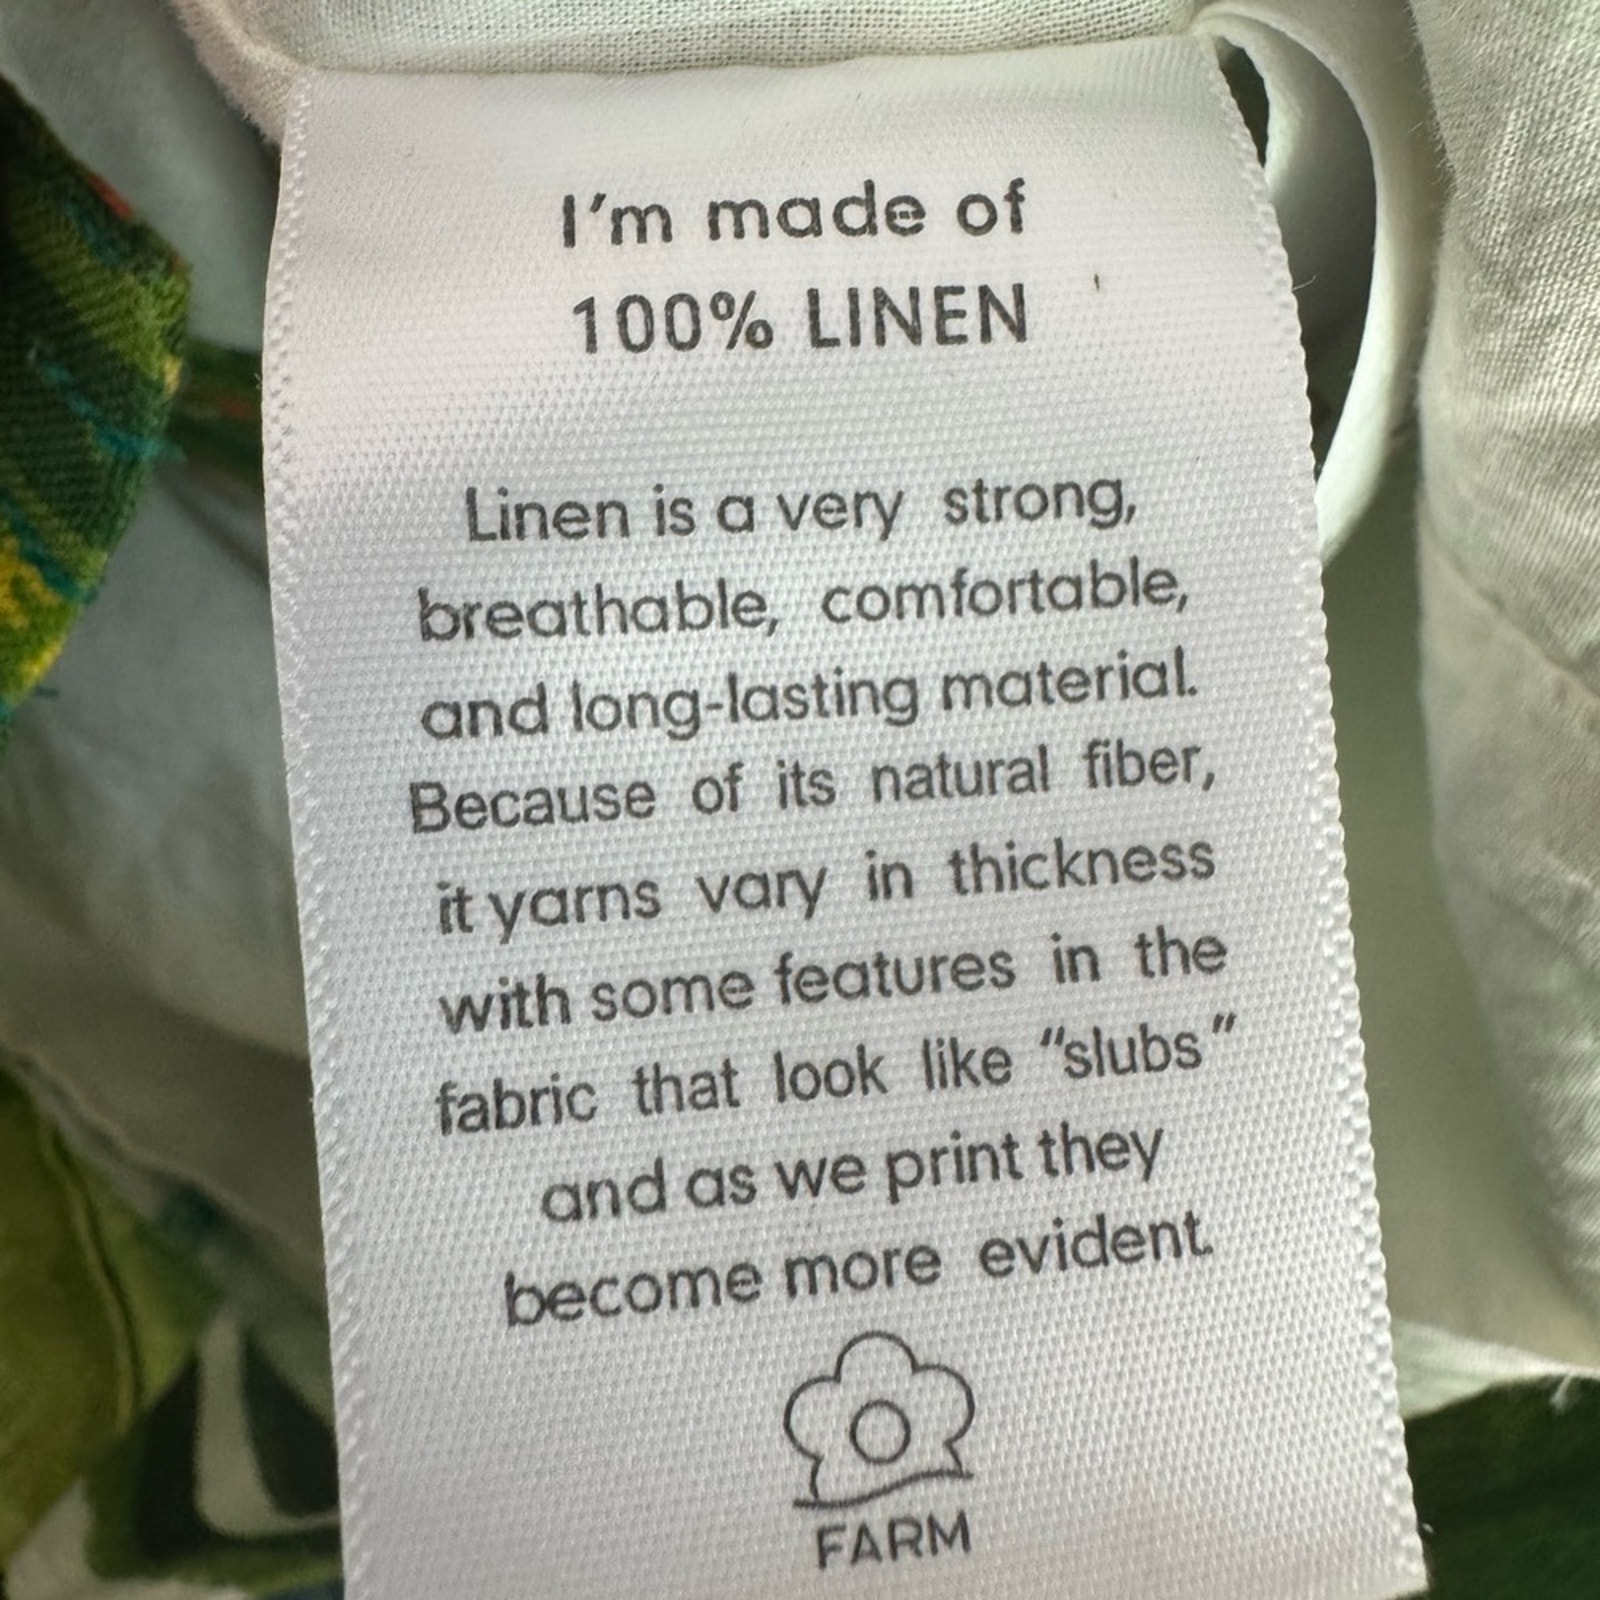 I'm made of
100% LINEN
Linen is a very strong,
breathable, comfortable,
and long-lasting material.
Because of its natural fiber,
it yarns vary in thickness
with some features in the
fabric that look like "slubs"
and as we print they
become more evident.
FARM